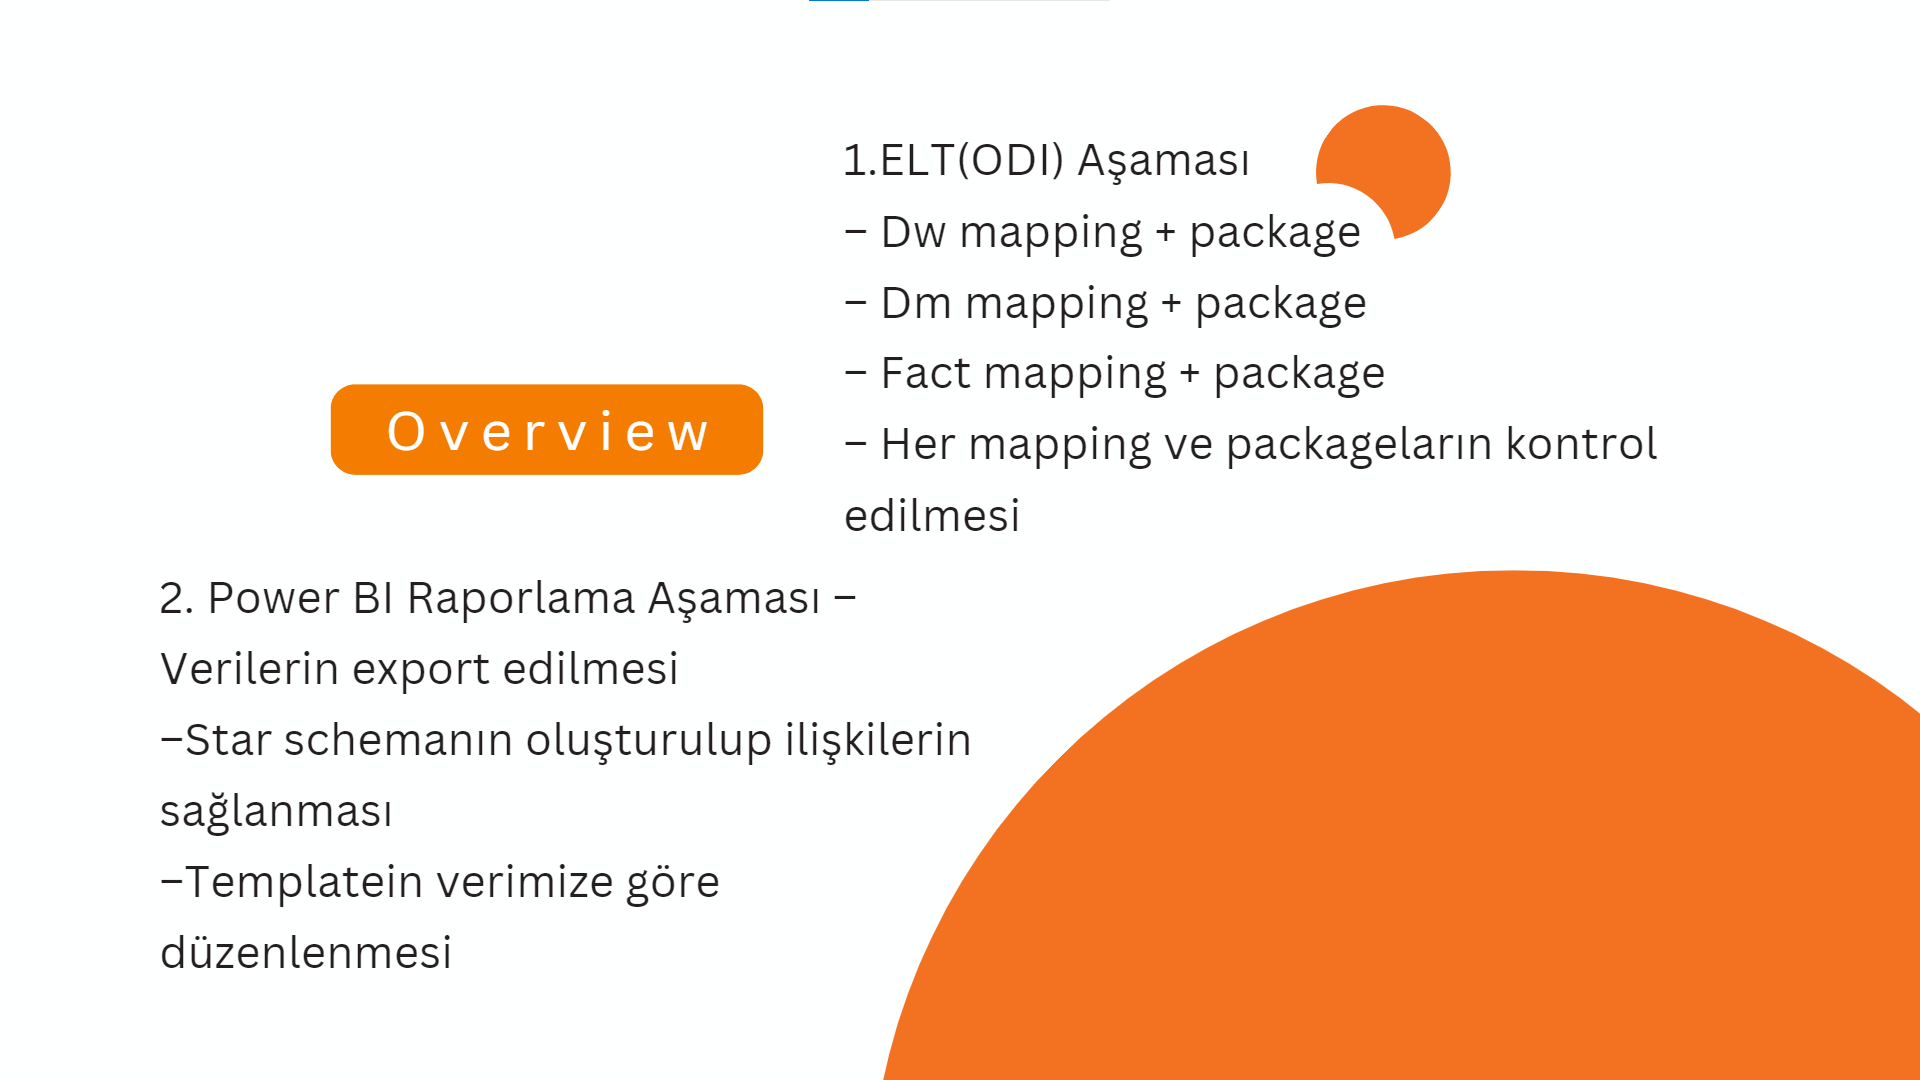 Overview
1.ELT(ODI) Aşaması
– Dw mapping + package
– Dm mapping + package
– Fact mapping + package
– Her mapping ve packageların kontrol
edilmesi
2. Power BI Raporlama Aşaması –
Verilerin export edilmesi
–Star schemanın oluşturulup ilişkilerin
sağlanması
–Templatein verimize göre
düzenlenmesi